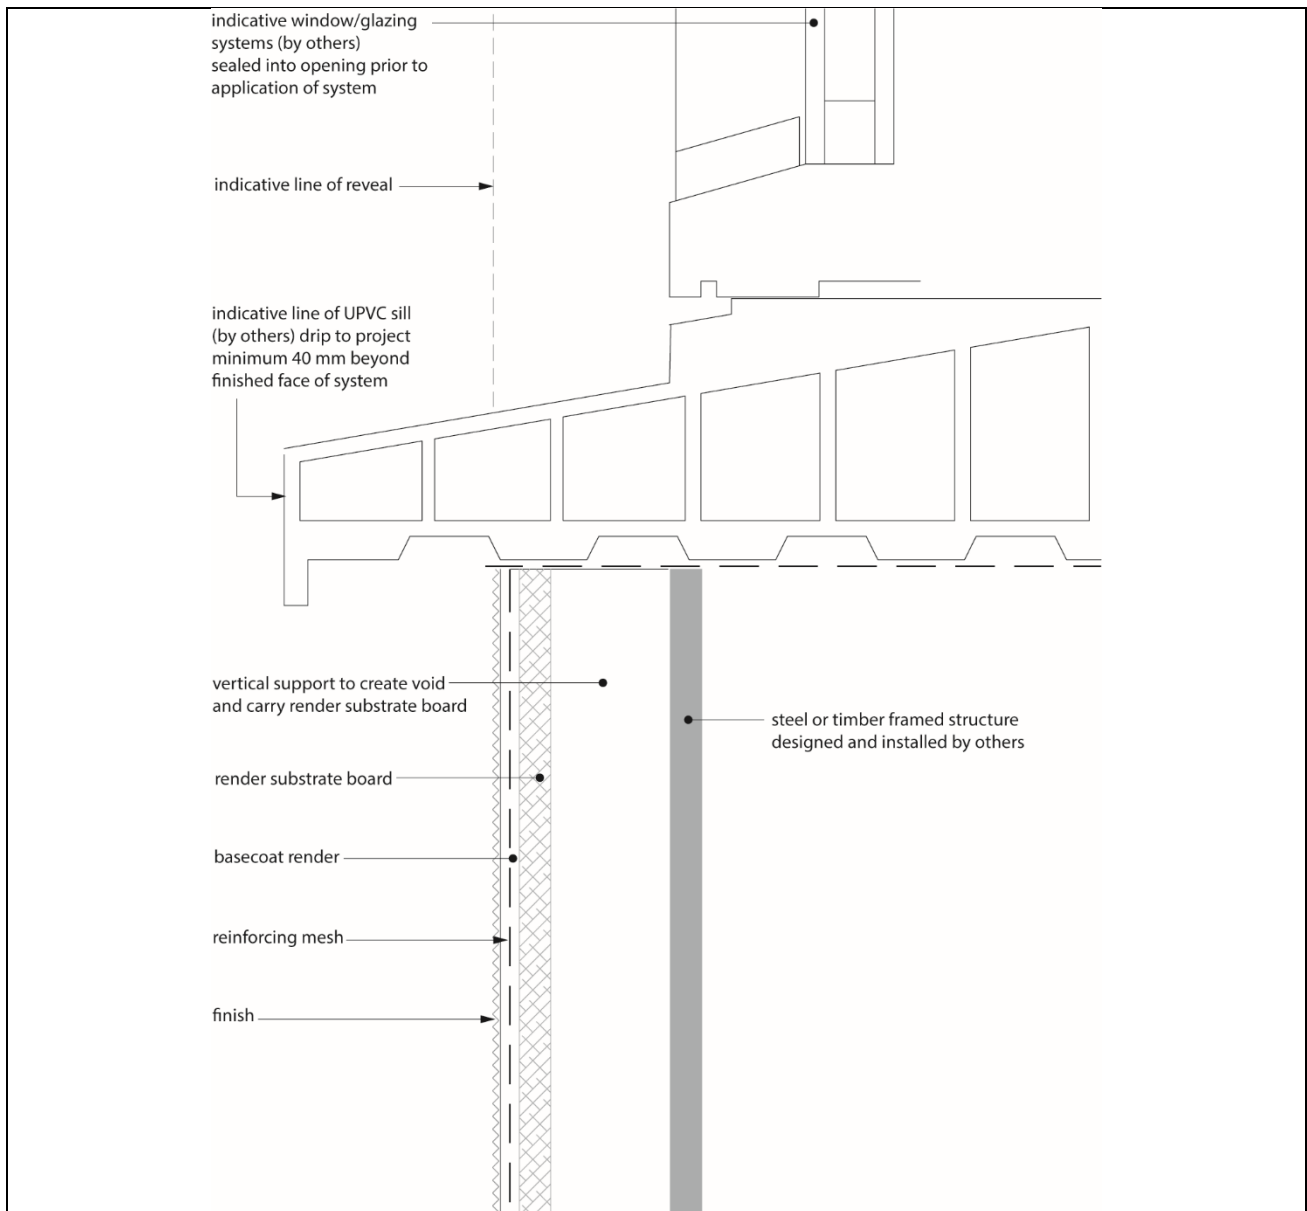 indicative window/glazing
systems (by others)
sealed into opening prior to
application of system
indicative line of reveal
indicative line of UPVC sill
(by others) drip to project
minimum 40 mm beyond
finished face of system
vertical support to create void
and carry render substrate board
steel or timber framed structure
designed and installed by others
render substrate board
basecoat render
reinforcing mesh
finish